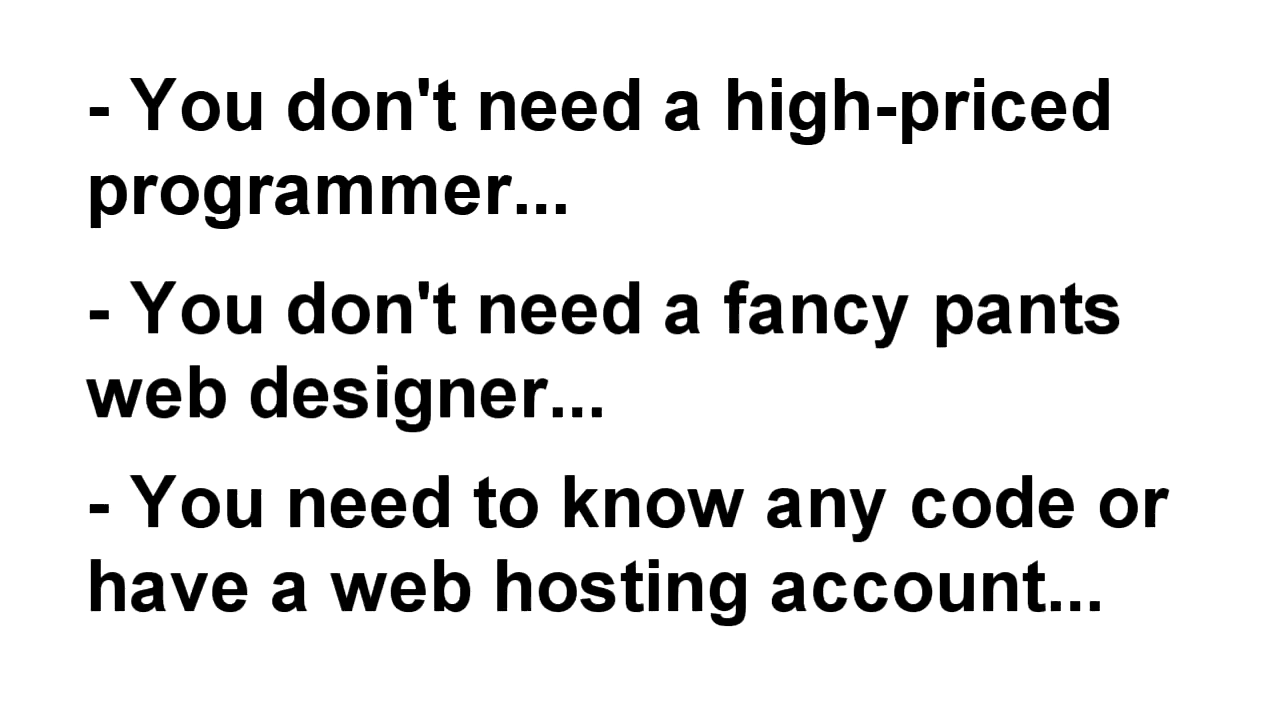 - You don't need a high-priced
programmer...
- You don't need a fancy pants
web designer...
- You need to know any code or
have a web hosting account...